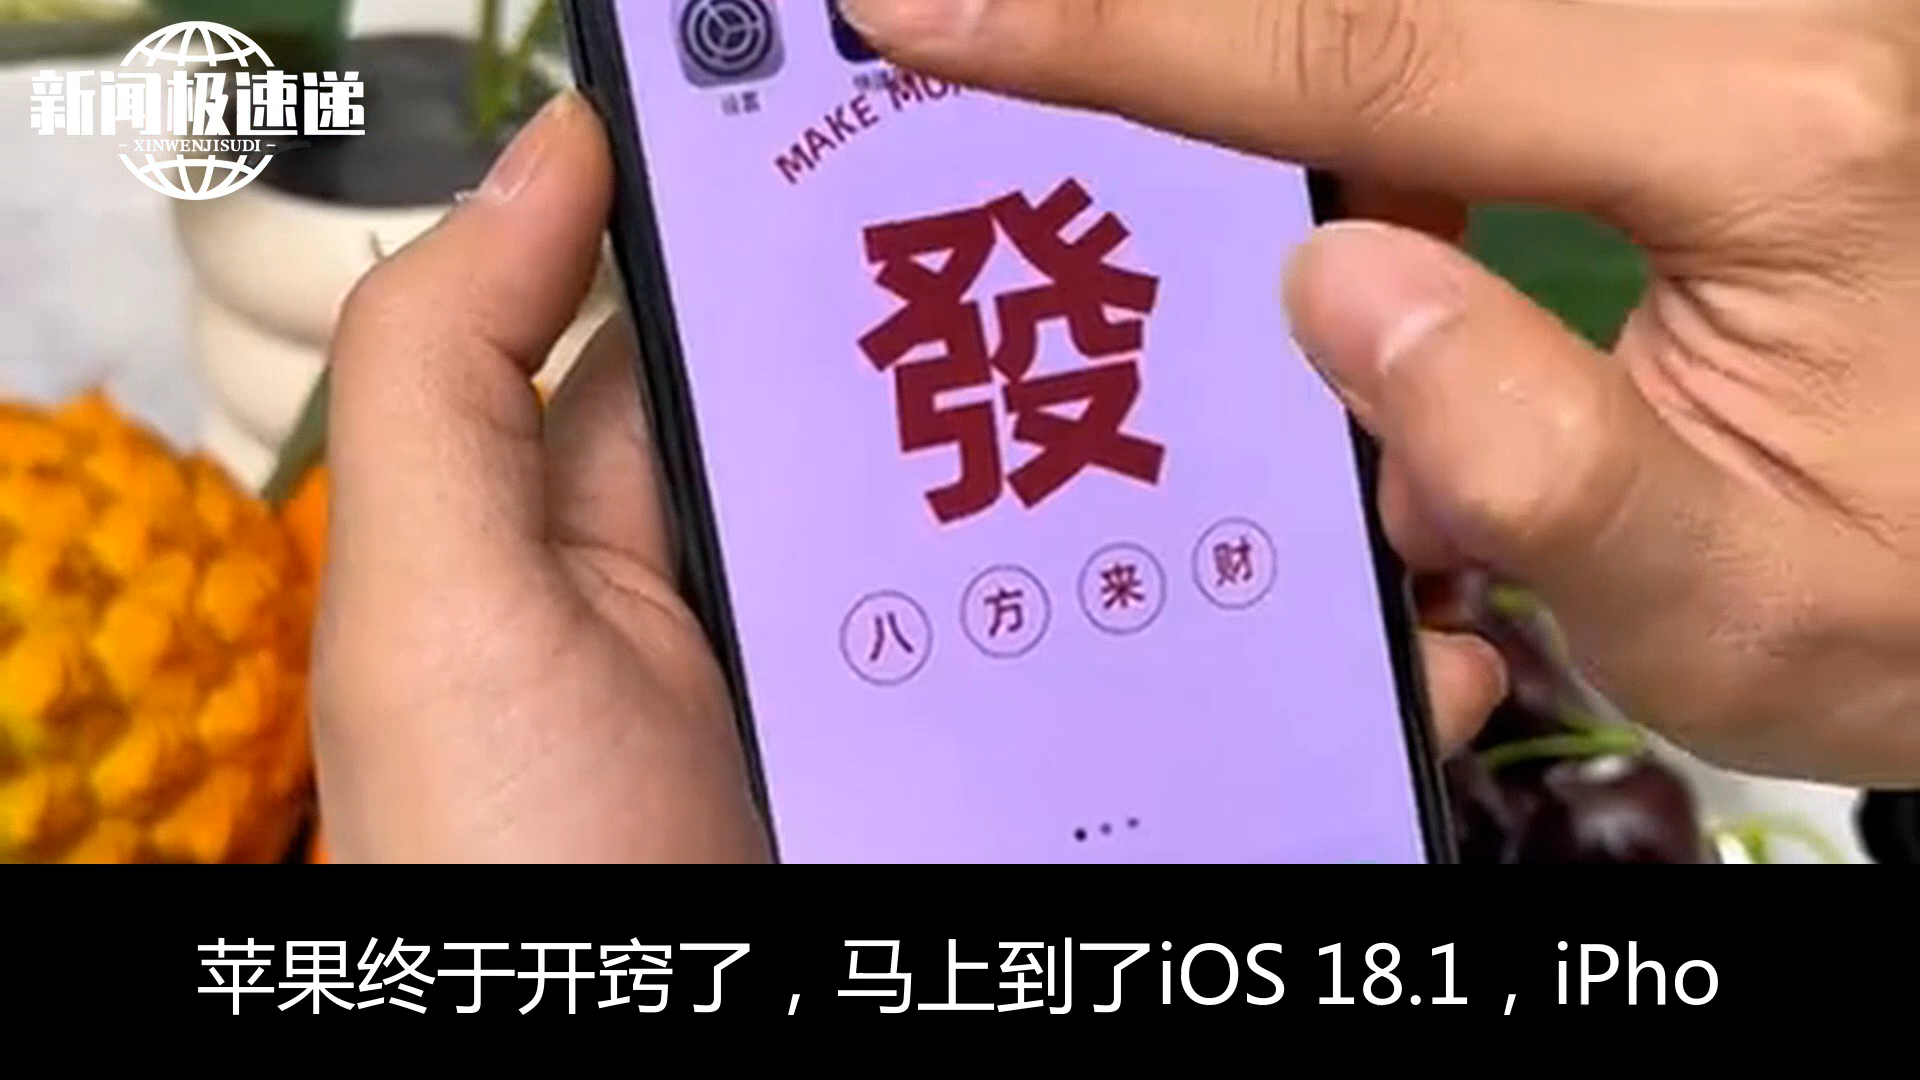 新闻极速递
- XINWENJISUDI -
设置
MAKE
發
八方来财
苹果终于开窍了，马上到了iOS 18.1，iPho